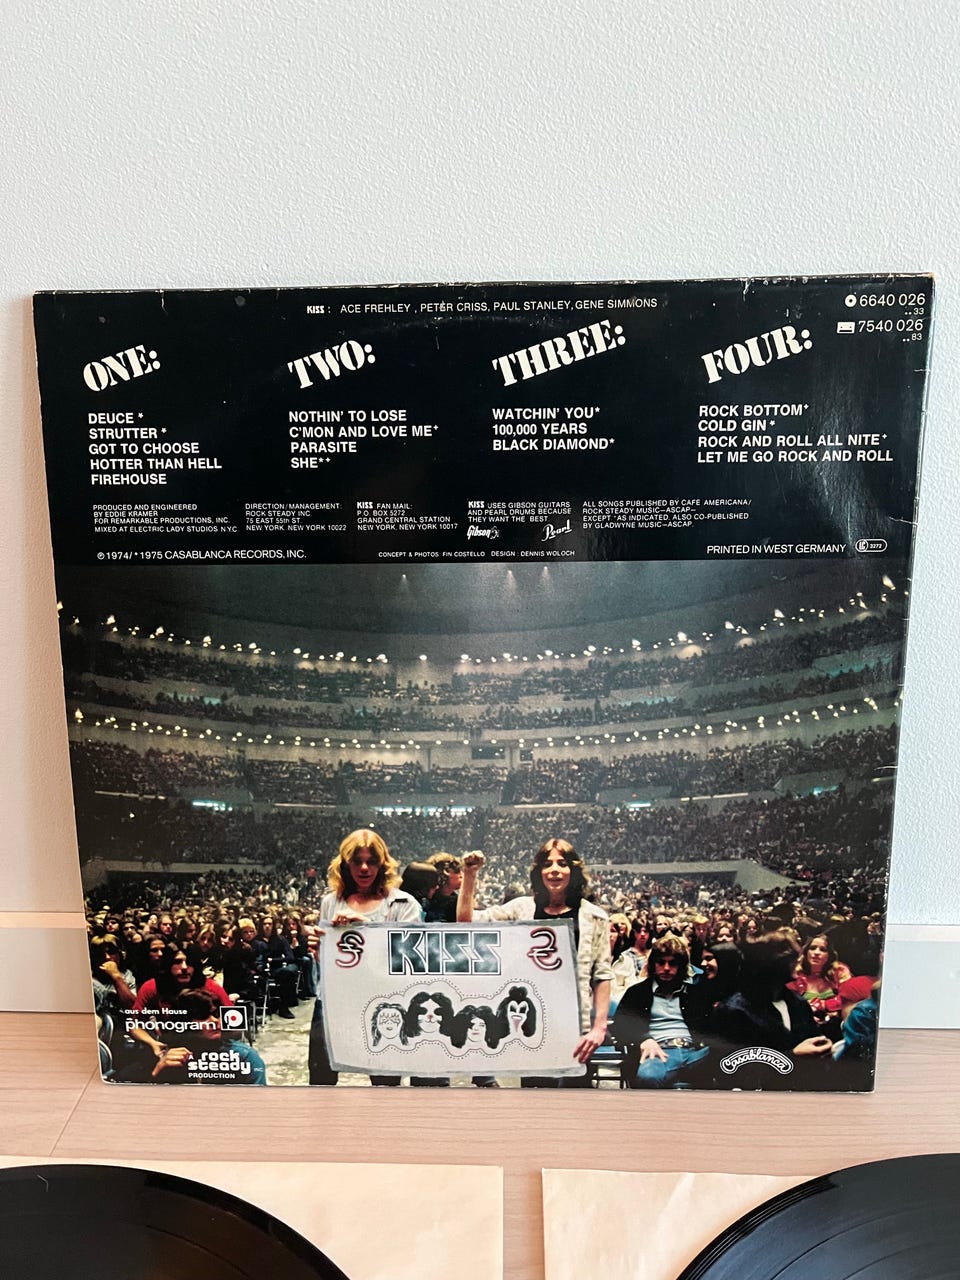 KISS : ACE FREHLEY , PETER CRISS, PAUL STANLEY, GENE SIMMONS
6640 026
..33
7540 026
..83
ONE:
DEUCE *
STRUTTER *
GOT TO CHOOSE
HOTTER THAN HELL
FIREHOUSE
TWO:
NOTHIN' TO LOSE
C'MON AND LOVE ME+
PARASITE
SHE*+
THREE:
WATCHIN' YOU*
100,000 YEARS
BLACK DIAMOND*
FOUR:
ROCK BOTTOM+
COLD GIN *
ROCK AND ROLL ALL NITE+
LET ME GO ROCK AND ROLL
PRODUCED AND ENGINEERED
BY EDDIE KRAMER
FOR REMARKABLE PRODUCTIONS, INC.
MIXED AT ELECTRIC LADY STUDIOS. N.Y.C.
DIRECTION/MANAGEMENT:
ROCK STEADY INC
75 EAST 55th ST.
NEW YORK, NEW YORK 10022
KISS FAN MAIL:
P.O. BOX 5272
GRAND CENTRAL STATION
NEW YORK, NEW YORK 10017
KISS USES GIBSON GUITARS
AND PEARL DRUMS BECAUSE
THEY WANT THE BEST
Gibson
Pearl
ALL SONGS PUBLISHED BY CAFE AMERICANA/
ROCK STEADY MUSIC—ASCAP—
EXCEPT *AS INDICATED, ALSO CO-PUBLISHED
BY GLADWYNE MUSIC—ASCAP.
℗1974/*1975 CASABLANCA RECORDS, INC.
CONCEPT & PHOTOS: FIN COSTELLO DESIGN: DENNIS WOLOCH
PRINTED IN WEST GERMANY
3272
KISS
aus dem House
phonogram
A rock
steady INC.
PRODUCTION
Casablanca